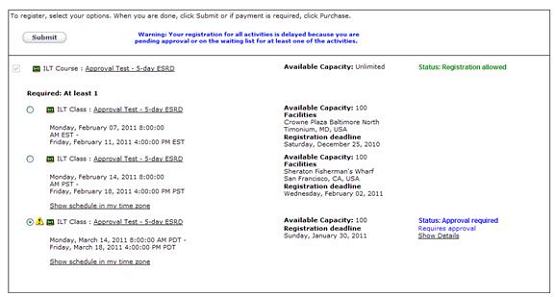 To register, select your options. When you are done, click Submit or if payment is required, click Purchase.
Submit
Warning: Your registration for all activities is delayed because you are
pending approval or on the waiting list for at least one of the activities.
ILT Course : Approval Test - 5-day ESRD
Available Capacity: Unlimited
Status: Registration allowed
Required: At least 1
ILT Class : Approval Test - 5-day ESRD
Monday, February 07, 2011 8:00:00
AM EST -
Friday, February 11, 2011 4:00:00 PM EST
Available Capacity: 100
Facilities
Crowne Plaza Baltimore North
Timonium, MD, USA
Registration deadline
Saturday, December 25, 2010
ILT Class : Approval Test - 5-day ESRD
Monday, February 14, 2011 8:00:00
AM PST -
Friday, February 18, 2011 4:00:00 PM PST
Show schedule in my time zone
Available Capacity: 100
Facilities
Sheraton Fisherman's Wharf
San Francisco, CA, USA
Registration deadline
Wednesday, February 02, 2011
ILT Class : Approval Test - 5-day ESRD
Monday, March 14, 2011 8:00:00 AM PDT -
Friday, March 18, 2011 4:00:00 PM PDT
Show schedule in my time zone
Available Capacity: 100
Registration deadline
Sunday, January 30, 2011
Status: Approval required
Requires approval
Show Details